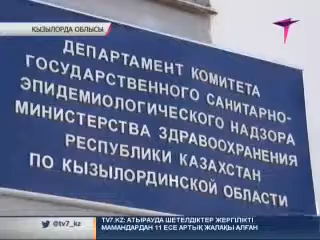 ҚЫЗЫЛОРДА ОБЛЫСЫ
ДЕПАРТАМЕНТ КОМИТЕТА
ГОСУДАРСТВЕННОГО САНИТАРНО-
ЭПИДЕМИОЛОГИЧЕСКОГО НАДЗОРА
МИНИСТЕРСТВА ЗДРАВООХРАНЕНИЯ
РЕСПУБЛИКИ КАЗАХСТАН
ПО КЫЗЫЛОРДИНСКОЙ ОБЛАСТИ
@tv7_kz
TV7.KZ: АТЫРАУДА ШЕТЕЛДІКТЕР ЖЕРГІЛІКТІ
МАМАНДАРДАН 11 ЕСЕ АРТЫҚ ЖАЛАҚЫ АЛҒАН